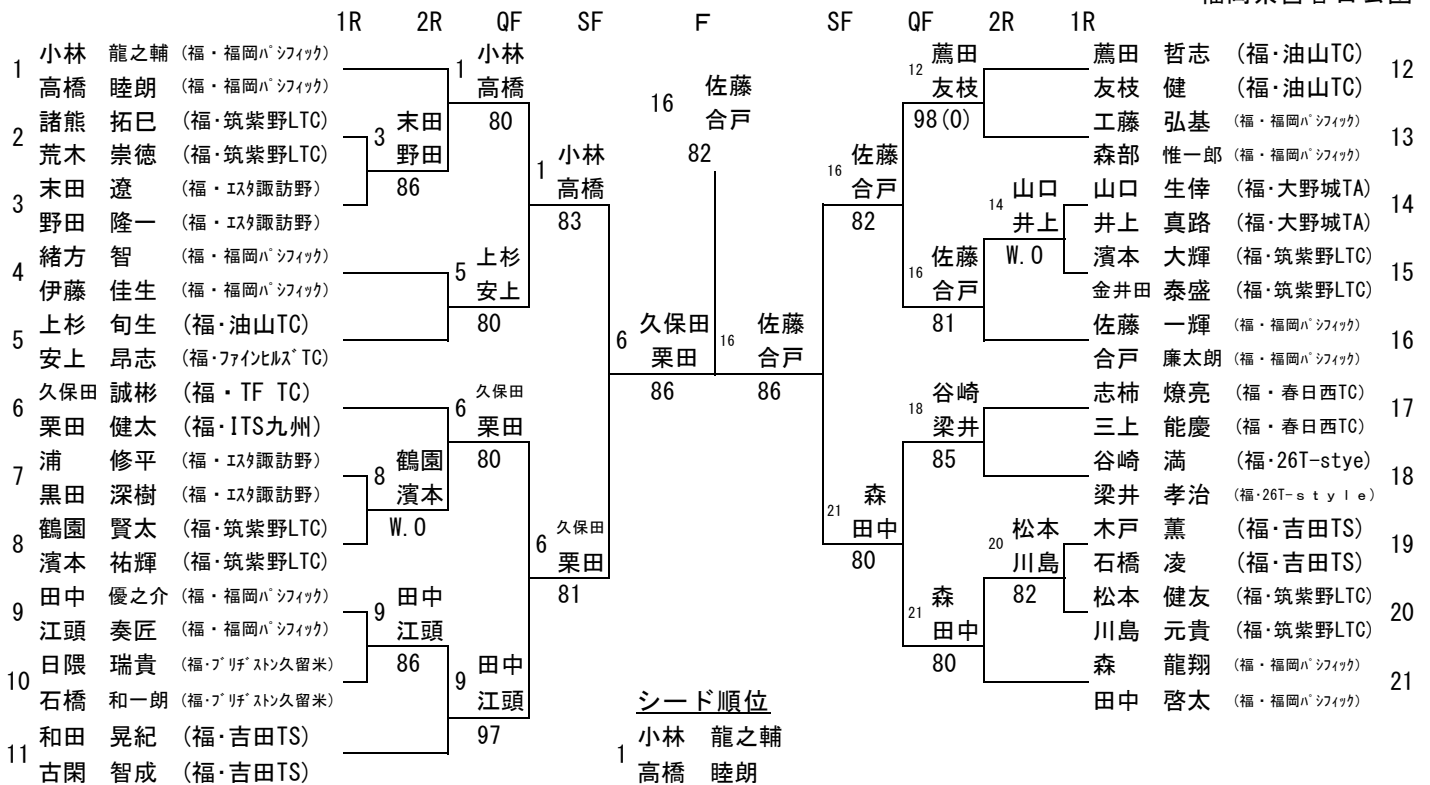 1R 2R QF SF F SF QF 2R 1R
1 小林 龍之輔 (福・福岡ﾊﾟｼﾌｨｯｸ)
高橋 睦朗 (福・福岡ﾊﾟｼﾌｨｯｸ)
2 諸熊 拓巳 (福・筑紫野LTC)
荒木 崇徳 (福・筑紫野LTC)
3 末田 遼 (福・ｴｽﾀ諏訪野)
野田 隆一 (福・ｴｽﾀ諏訪野)
4 緒方 智 (福・福岡ﾊﾟｼﾌｨｯｸ)
伊藤 佳生 (福・福岡ﾊﾟｼﾌｨｯｸ)
5 上杉 旬生 (福・油山TC)
安上 昂志 (福・ﾌｧｲﾝﾋﾙｽﾞTC)
6 久保田 誠彬 (福・TF TC)
栗田 健太 (福・ITS九州)
7 浦 修平 (福・ｴｽﾀ諏訪野)
黒田 深樹 (福・ｴｽﾀ諏訪野)
8 鶴園 賢太 (福・筑紫野LTC)
濱本 祐輝 (福・筑紫野LTC)
9 田中 優之介 (福・福岡ﾊﾟｼﾌｨｯｸ)
江頭 奏匠 (福・福岡ﾊﾟｼﾌｨｯｸ)
10 日隈 瑞貴 (福・ﾌﾞﾘﾁﾞｽﾄﾝ久留米)
石橋 和一朗 (福・ﾌﾞﾘﾁﾞｽﾄﾝ久留米)
11 和田 晃紀 (福・吉田TS)
古閑 智成 (福・吉田TS)
3 末田
野田
86
8 鶴園
濱本
W.O
9 田中
江頭
86
1 小林
高橋
80
5 上杉
安上
80
6 久保田
栗田
80
9 田中
江頭
97
1 小林
高橋
83
6 久保田
栗田
81
6 久保田
栗田
86
16 佐藤
合戸
82
16 佐藤
合戸
86
16 佐藤
合戸
82
21 森
田中
80
12 薦田
友枝
98(0)
16 佐藤
合戸
81
18 谷崎
梁井
85
21 森
田中
80
14 山口
井上
W.O
20 松本
川島
82
薦田 哲志 (福・油山TC) 12
友枝 健 (福・油山TC)
工藤 弘基 (福・福岡ﾊﾟｼﾌｨｯｸ) 13
森部 惟一郎 (福・福岡ﾊﾟｼﾌｨｯｸ)
山口 生倖 (福・大野城TA) 14
井上 真路 (福・大野城TA)
濱本 大輝 (福・筑紫野LTC) 15
金井田 泰盛 (福・筑紫野LTC)
佐藤 一輝 (福・福岡ﾊﾟｼﾌｨｯｸ) 16
合戸 廉太朗 (福・福岡ﾊﾟｼﾌｨｯｸ)
志柿 燎亮 (福・春日西TC) 17
三上 能慶 (福・春日西TC)
谷崎 満 (福・26T-stye) 18
梁井 孝治 (福・26T-ｓｔｙｌｅ)
木戸 薫 (福・吉田TS) 19
石橋 凌 (福・吉田TS)
松本 健友 (福・筑紫野LTC) 20
川島 元貴 (福・筑紫野LTC)
森 龍翔 (福・福岡ﾊﾟｼﾌｨｯｸ) 21
田中 啓太 (福・福岡ﾊﾟｼﾌｨｯｸ)
シード順位
1 小林 龍之輔
高橋 睦朗